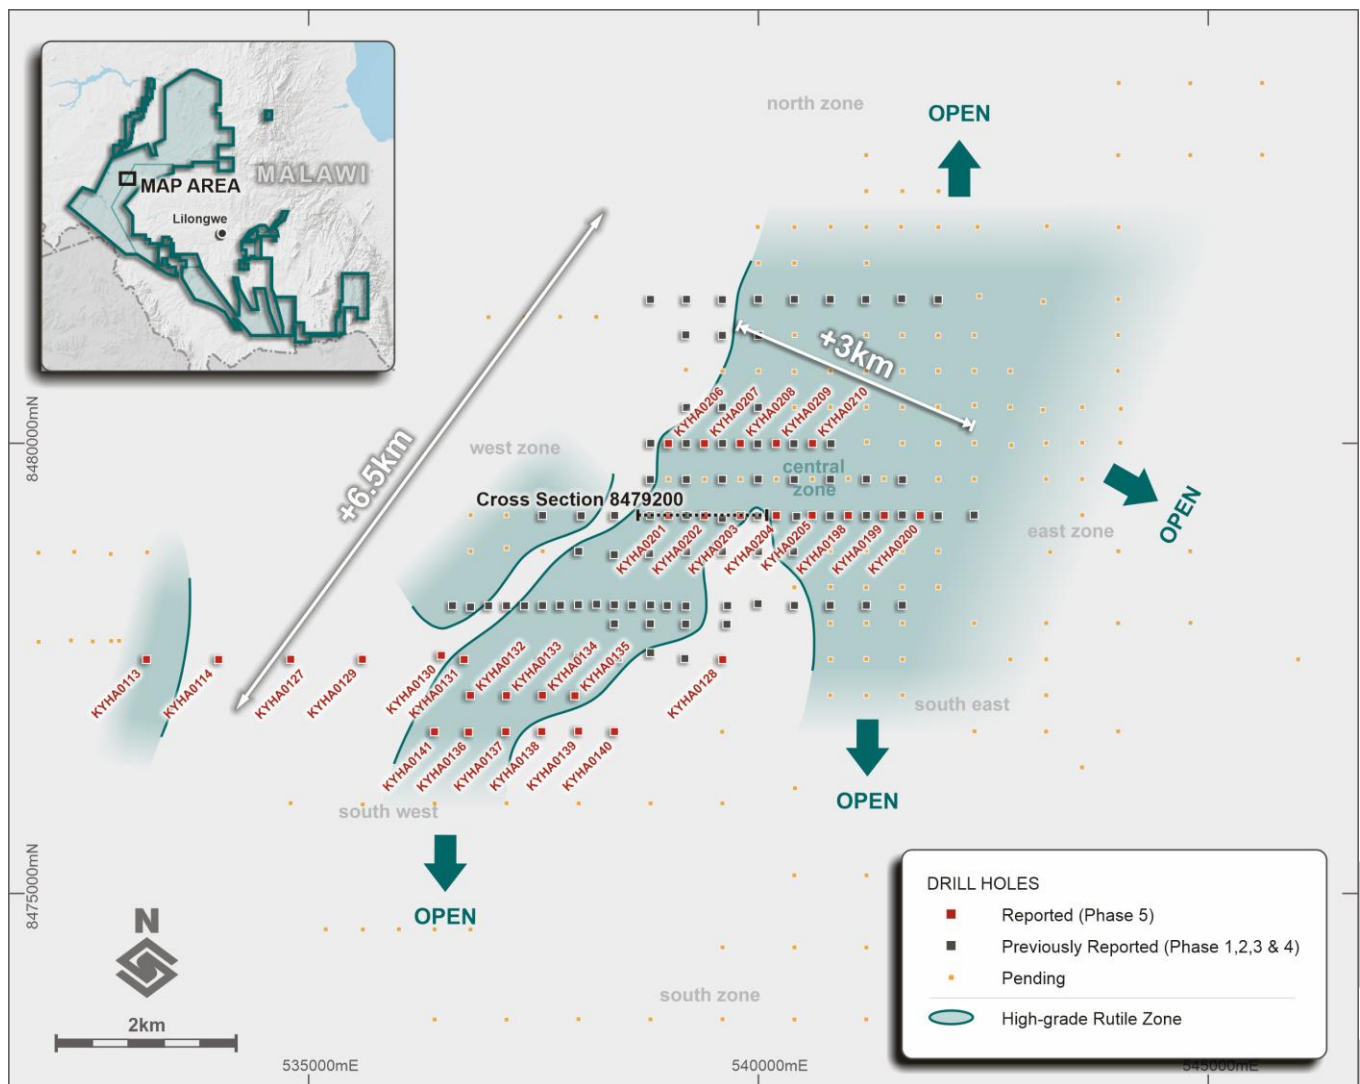 north zone
OPEN
MALAWI
MAP AREA
Lilongwe
+3km
+6.5km
KYHA0206
KYHA0207
KYHA0208
KYHA0209
KYHA0210
8480000mN
west zone
central
zone
Cross Section 8479200
OPEN
east zone
KYHA0201
KYHA0202
KYHA0203
KYHA0204
KYHA0205
KYHA0198
KYHA0199
KYHA0200
KYHA0113
KYHA0114
KYHA0127
KYHA0129
KYHA0130
KYHA0131
KYHA0132
KYHA0133
KYHA0134
KYHA0135
KYHA0128
south east
KYHA0141
KYHA0136
KYHA0137
KYHA0138
KYHA0139
KYHA0140
OPEN
south west
OPEN
8475000mN
DRILL HOLES
Reported (Phase 5)
Previously Reported (Phase 1,2,3 & 4)
Pending
High-grade Rutile Zone
N
south zone
2km
535000mE
540000mE
545000mE